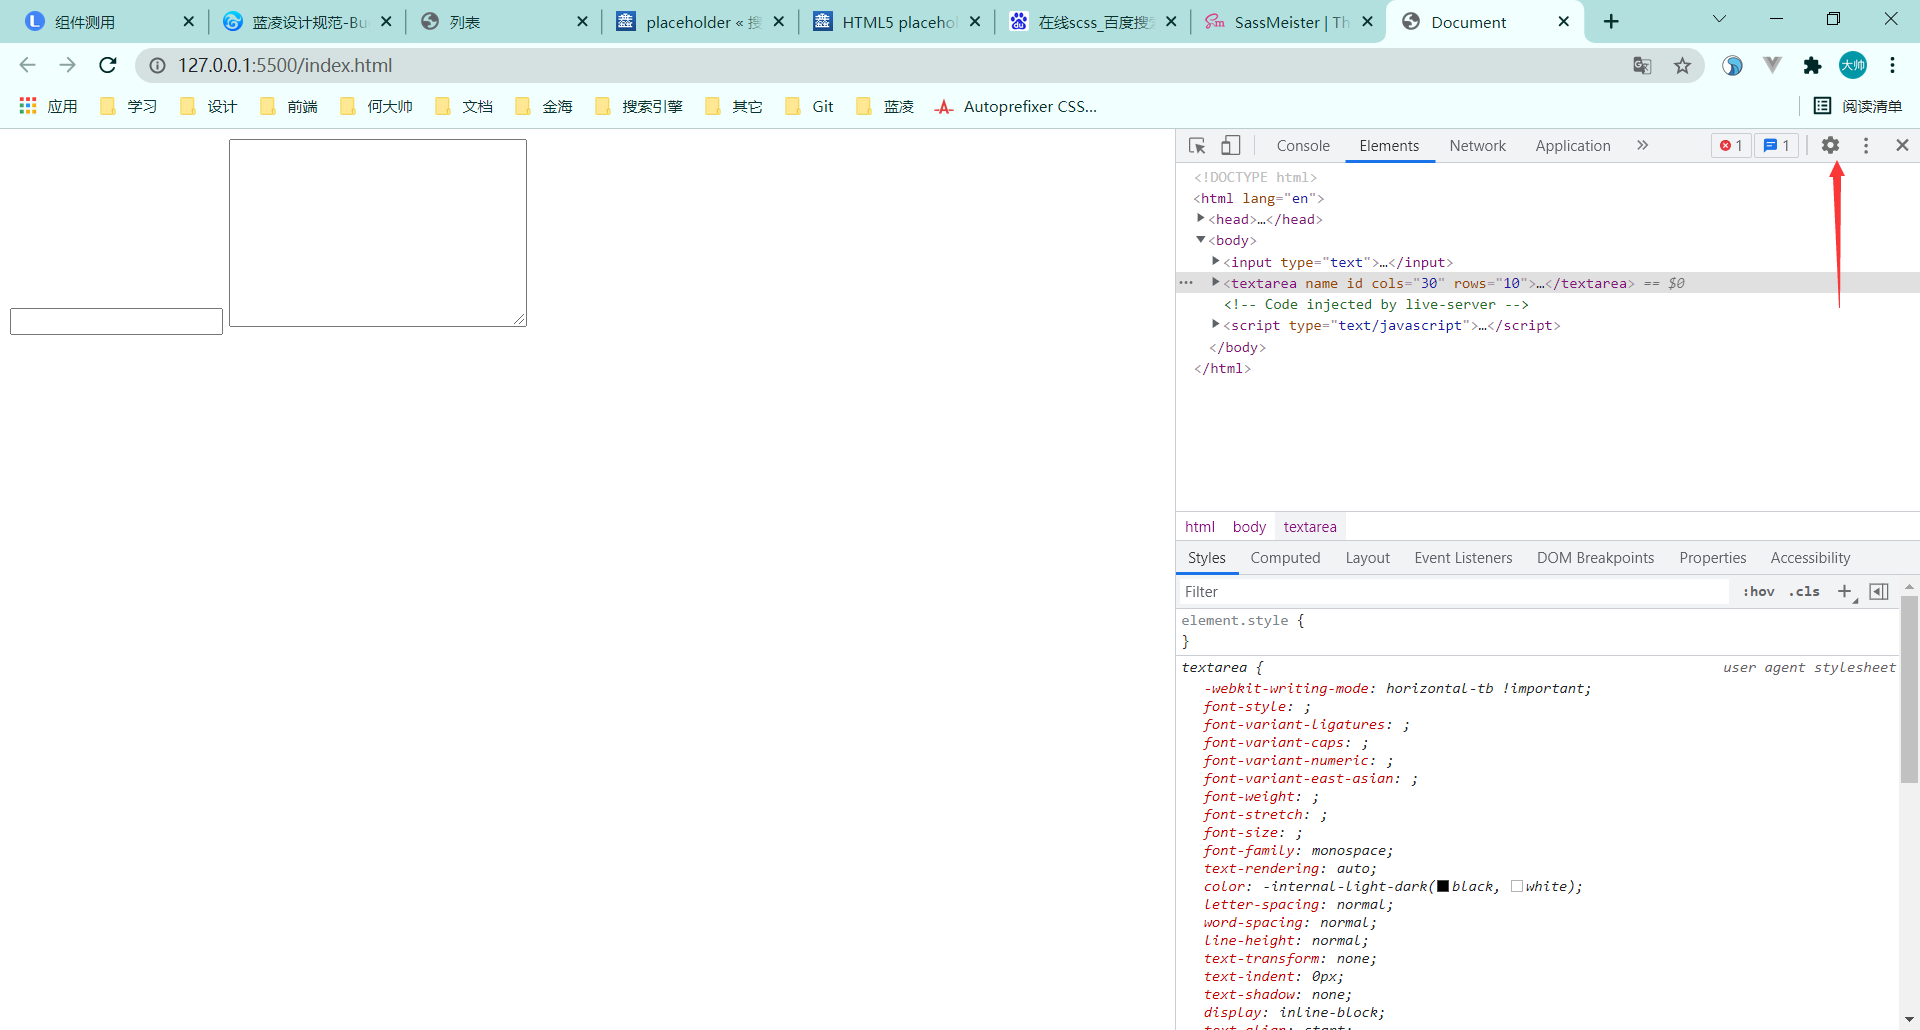 组件测用
蓝凌设计规范-Bu
列表
placeholder « 搜
HTML5 placehol
在线scss_百度搜
SassMeister | Th
Document
127.0.0.1:5500/index.html
大帅
应用
学习
设计
前端
何大帅
文档
金海
搜索引擎
其它
Git
蓝凌
Autoprefixer CSS...
阅读清单
Console
Elements
Network
Application
1
1
<!DOCTYPE html>
<html lang="en">
<head>…</head>
<body>
<input type="text">…</input>
<textarea name id cols="30" rows="10">…</textarea> == $0
<!-- Code injected by live-server -->
<script type="text/javascript">…</script>
</body>
</html>
html body textarea
Styles Computed Layout Event Listeners DOM Breakpoints Properties Accessibility
Filter :hov .cls
element.style {
}
textarea { user agent stylesheet
-webkit-writing-mode: horizontal-tb !important;
font-style: ;
font-variant-ligatures: ;
font-variant-caps: ;
font-variant-numeric: ;
font-variant-east-asian: ;
font-weight: ;
font-stretch: ;
font-size: ;
font-family: monospace;
text-rendering: auto;
color: -internal-light-dark(black, white);
letter-spacing: normal;
word-spacing: normal;
line-height: normal;
text-transform: none;
text-indent: 0px;
text-shadow: none;
display: inline-block;
text-align: start;